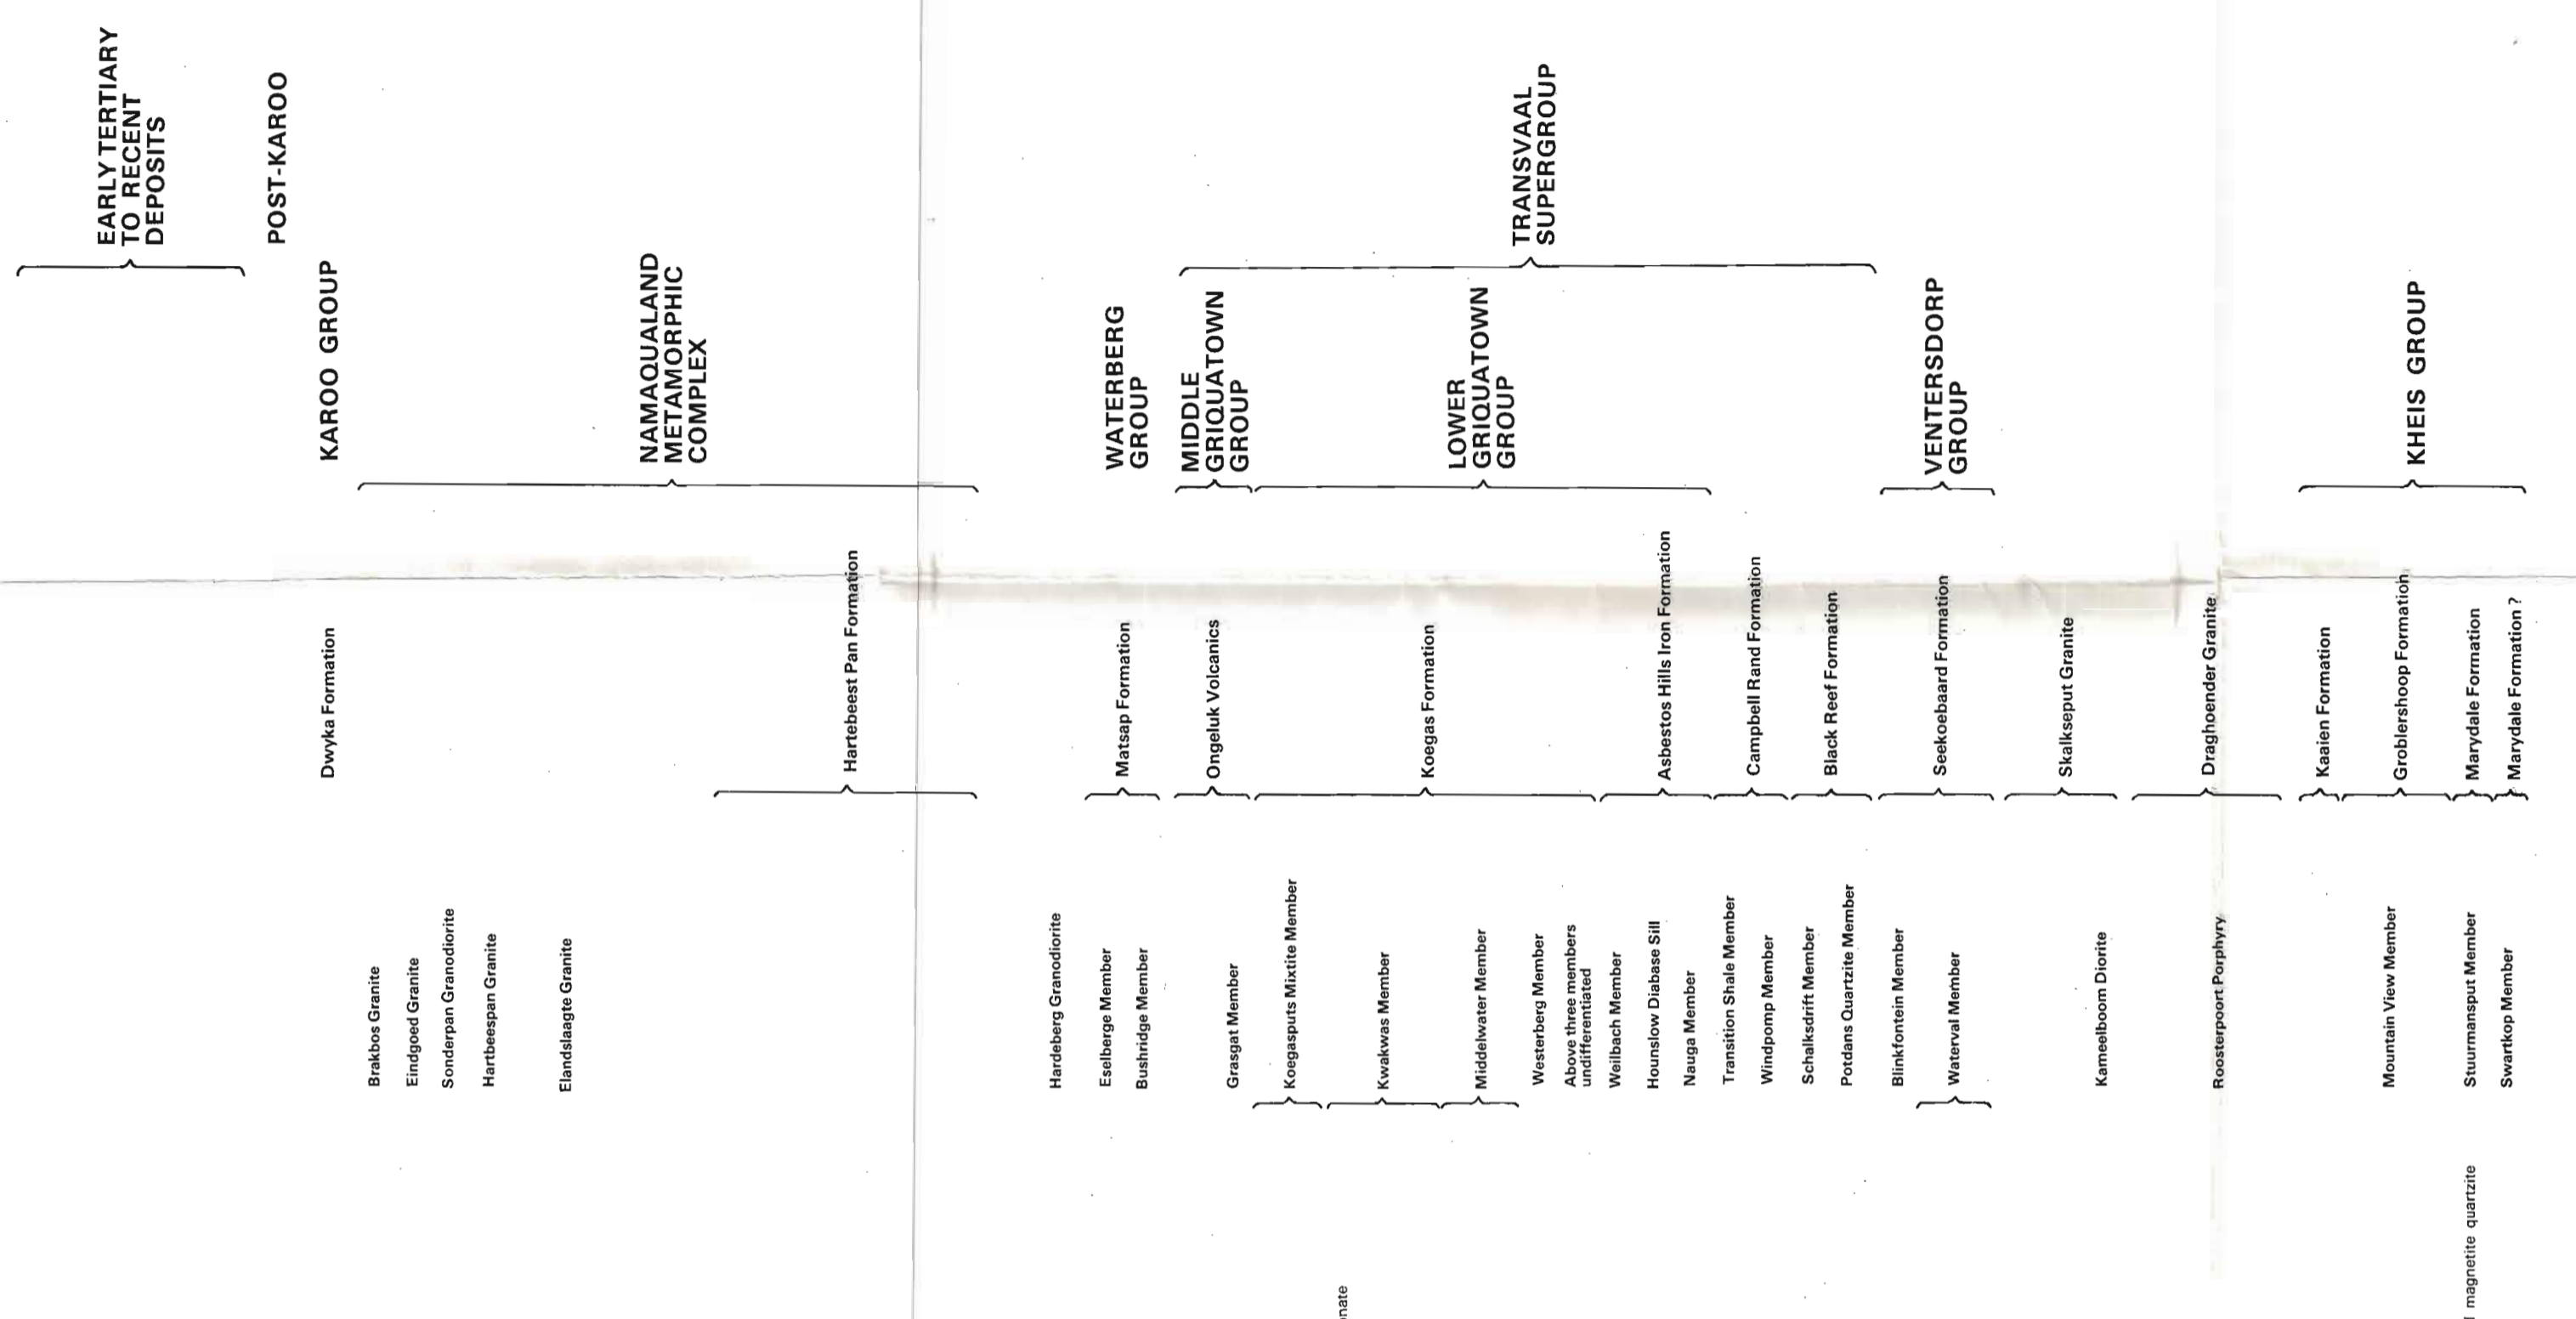 EARLY TERTIARY
TO RECENT
DEPOSITS
POST-KAROO
KAROO GROUP
Dwyka Formation
NAMAQUALAND
METAMORPHIC
COMPLEX
Brakbos Granite
Eindgoed Granite
Sonderpan Granodiorite
Hartbeespan Granite
Elandslaagte Granite
Hartebeest Pan Formation
Hardeberg Granodiorite
WATERBERG
GROUP
Matsap Formation
Eselberge Member
Bushridge Member
TRANSVAAL
SUPERGROUP
MIDDLE
GRIQUATOWN
GROUP
Ongeluk Volcanics
Grasgat Member
LOWER
GRIQUATOWN
GROUP
Koegas Formation
Koegasputs Mixtite Member
Kwakwas Member
Middelwater Member
Westerberg Member
Above three members
undifferentiated
Asbestos Hills Iron Formation
Weilbach Member
Hounslow Diabase Sill
Nauga Member
Campbell Rand Formation
Transition Shale Member
Windpomp Member
Black Reef Formation
Schalksdrift Member
Potdans Quartzite Member
VENTERSDORP
GROUP
Seekoebaard Formation
Blinkfontein Member
Waterval Member
Skalkseput Granite
Kameelboom Diorite
Draghoender Granite
Roosterpoort Porphyry
KHEIS GROUP
Kaaien Formation
Groblershoop Formation
Mountain View Member
Marydale Formation
Stuurmansput Member
magnetite quartzite
Marydale Formation ?
Swartkop Member